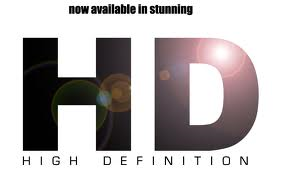 now available in stunning
HD
HIGH DEFINITION